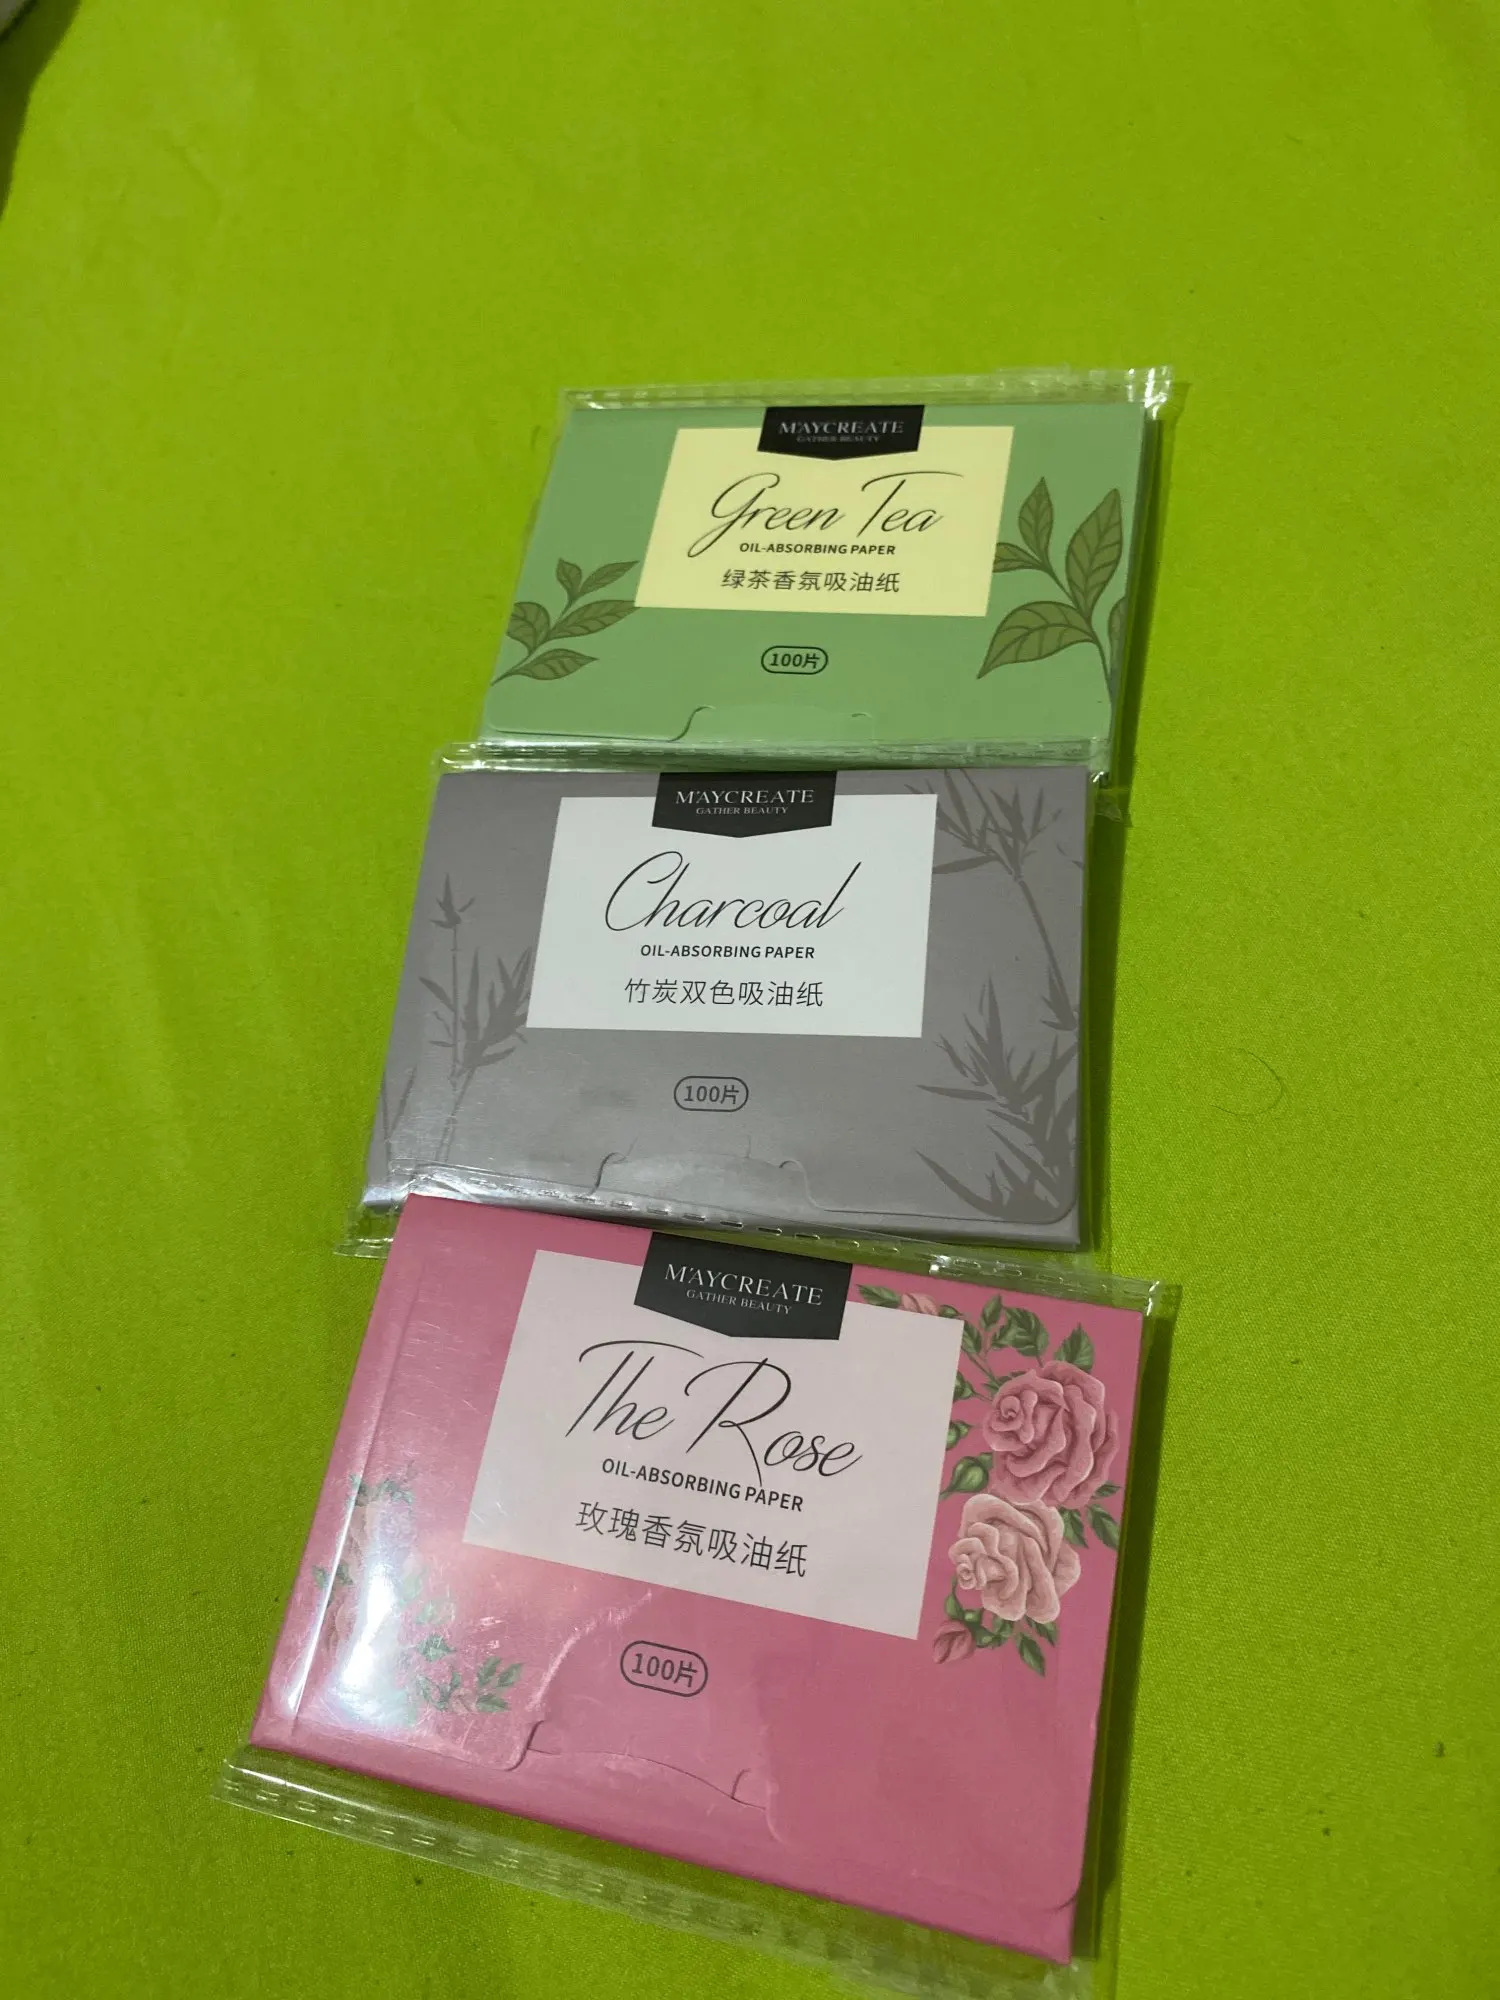 M'AYCREATE
GATHER BEAUTY
Green Tea
OIL-ABSORBING PAPER
绿茶香氛吸油纸
100片
M'AYCREATE
GATHER BEAUTY
Charcoal
OIL-ABSORBING PAPER
竹炭双色吸油纸
100片
M'AYCREATE
GATHER BEAUTY
The Rose
OIL-ABSORBING PAPER
玫瑰香氛吸油纸
100片